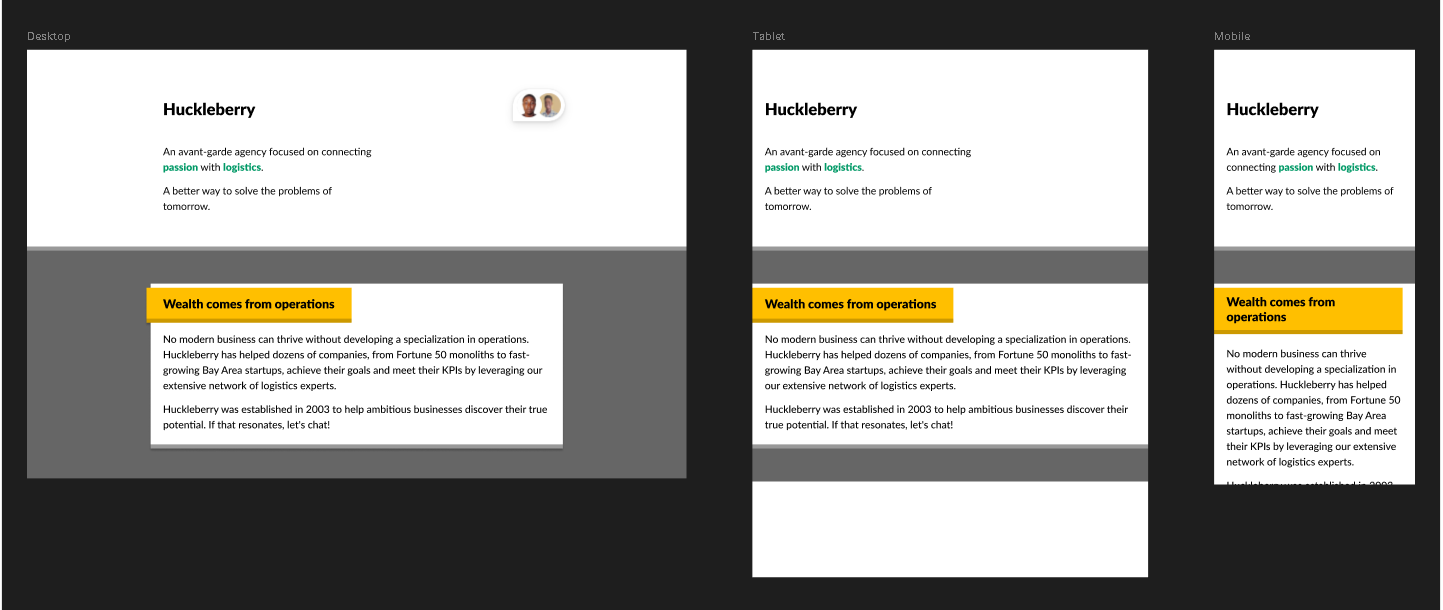 Desktop
Huckleberry
An avant-garde agency focused on connecting
passion with logistics.
A better way to solve the problems of
tomorrow.
Wealth comes from operations
No modern business can thrive without developing a specialization in operations.
Huckleberry has helped dozens of companies, from Fortune 50 monoliths to fast-
growing Bay Area startups, achieve their goals and meet their KPIs by leveraging our
extensive network of logistics experts.
Huckleberry was established in 2003 to help ambitious businesses discover their true
potential. If that resonates, let's chat!
Tablet
Huckleberry
An avant-garde agency focused on connecting
passion with logistics.
A better way to solve the problems of
tomorrow.
Wealth comes from operations
No modern business can thrive without developing a specialization in operations.
Huckleberry has helped dozens of companies, from Fortune 50 monoliths to fast-
growing Bay Area startups, achieve their goals and meet their KPIs by leveraging
our extensive network of logistics experts.
Huckleberry was established in 2003 to help ambitious businesses discover their
true potential. If that resonates, let's chat!
Mobile
Huckleberry
An avant-garde agency focused on
connecting passion with logistics.
A better way to solve the problems of
tomorrow.
Wealth comes from
operations
No modern business can thrive
without developing a specialization in
operations. Huckleberry has helped
dozens of companies, from Fortune 50
monoliths to fast-growing Bay Area
startups, achieve their goals and meet
their KPIs by leveraging our extensive
network of logistics experts.
Huckleberry was established in 2003